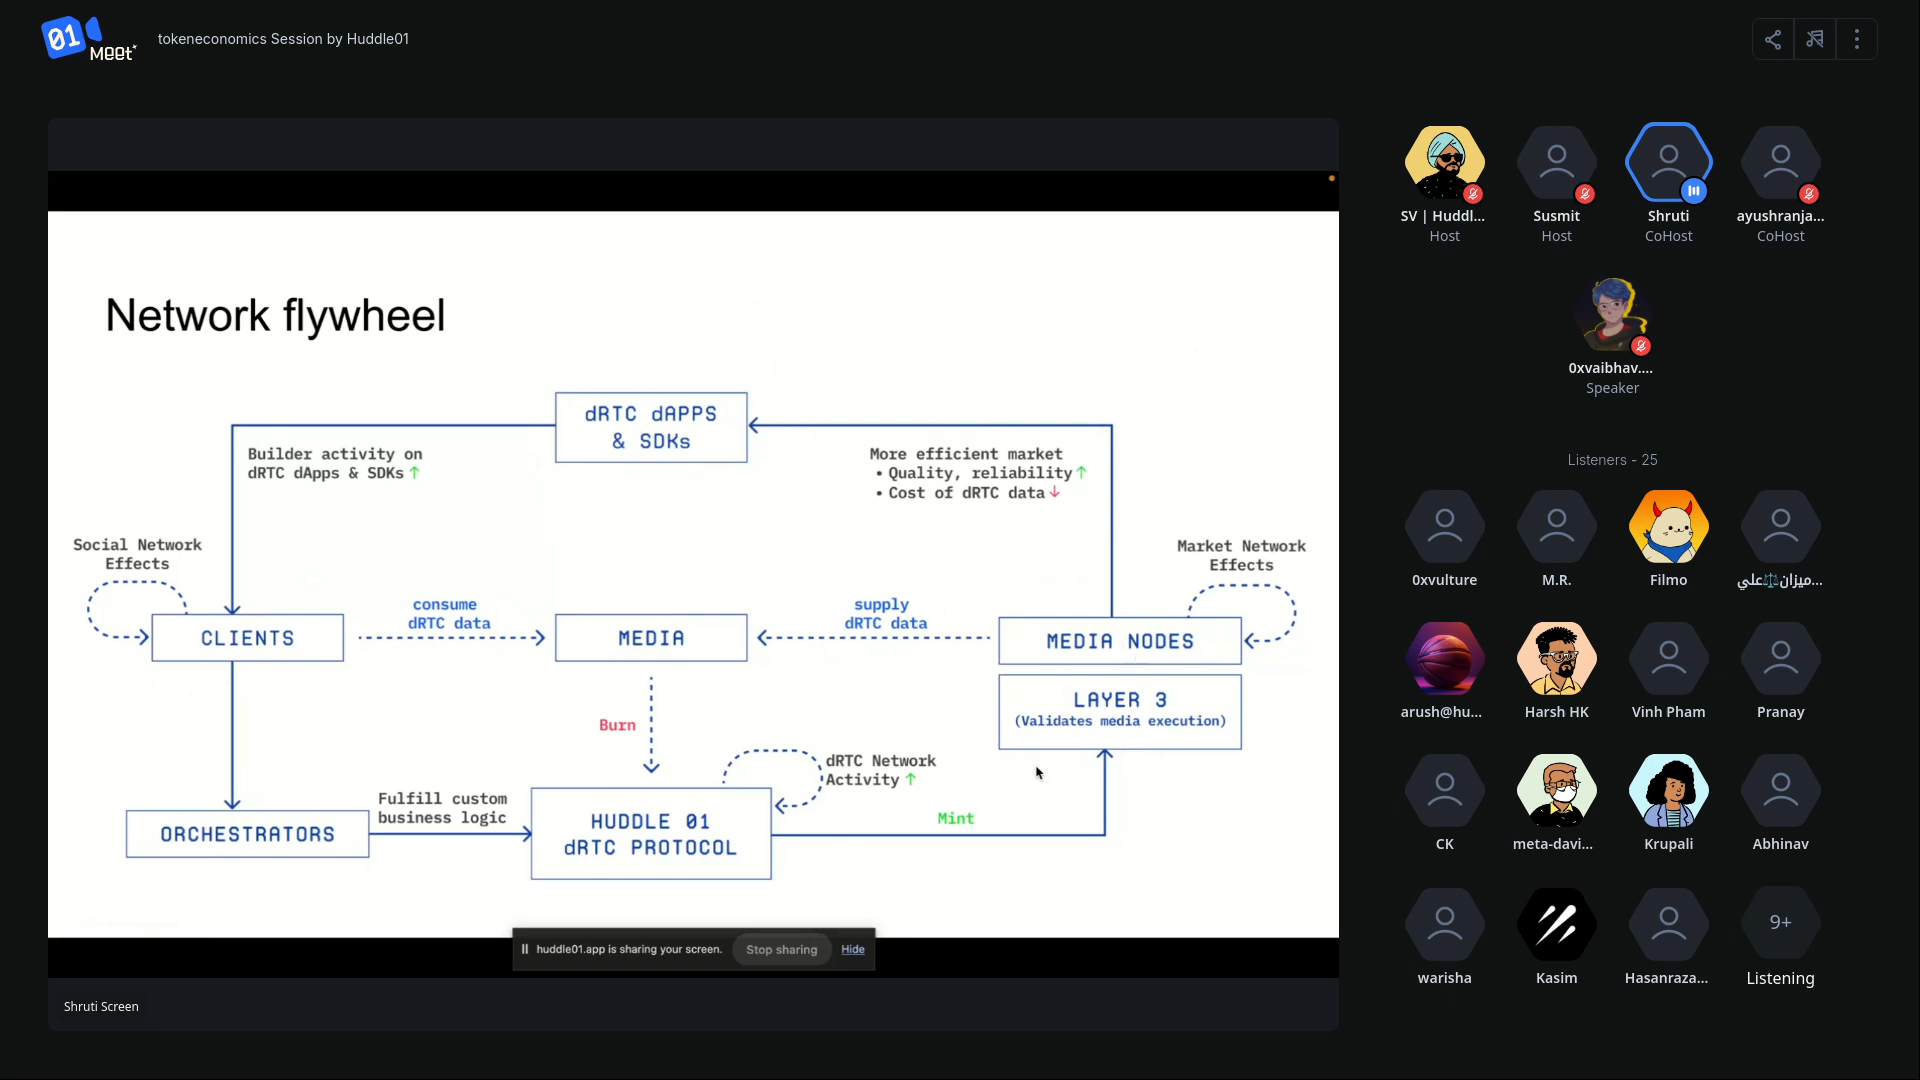 01
Meet
tokeneconomics Session by Huddle01
Network flywheel
dRTC dAPPS
& SDKs
Builder activity on
dRTC dApps & SDKs ↑
More efficient market
• Quality, reliability ↑
• Cost of dRTC data ↓
Social Network
Effects
Market Network
Effects
consume
dRTC data
supply
dRTC data
CLIENTS
MEDIA
MEDIA NODES
LAYER 3
(Validates media execution)
Burn
dRTC Network
Activity ↑
Fulfill custom
business logic
Mint
ORCHESTRATORS
HUDDLE 01
dRTC PROTOCOL
huddle01.app is sharing your screen.
Stop sharing
Hide
Shruti Screen
SV | Huddl...
Host
Susmit
Host
Shruti
CoHost
ayushranja...
CoHost
0xvaibhav....
Speaker
Listeners - 25
0xvulture
M.R.
Filmo
ميزان⚖️علي...
arush@hu...
Harsh HK
Vinh Pham
Pranay
CK
meta-davi...
Krupali
Abhinav
warisha
Kasim
Hasanraza...
9+
Listening